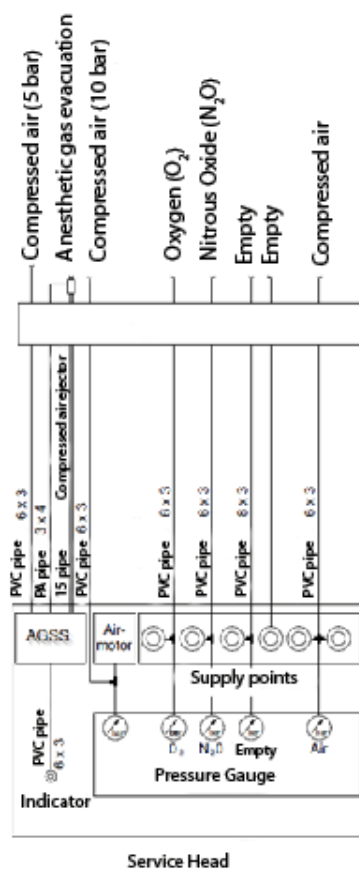 Compressed air (5 bar)
Anesthetic gas evacuation
Compressed air (10 bar)
Oxygen (O₂)
Nitrous Oxide (N₂O)
Empty
Empty
Compressed air
PVC pipe 6 x 3
PA pipe 3 x 4
15 pipe Compressed air ejector
PVC pipe 6 x 3
PVC pipe 6 x 3
PVC pipe 6 x 3
PVC pipe 6 x 3
PVC pipe 6 x 3
AGSS
Air-
motor
Supply points
PVC pipe
6 x 3
Indicator
O₂
N₂O
Empty
Air
Pressure Gauge
Service Head